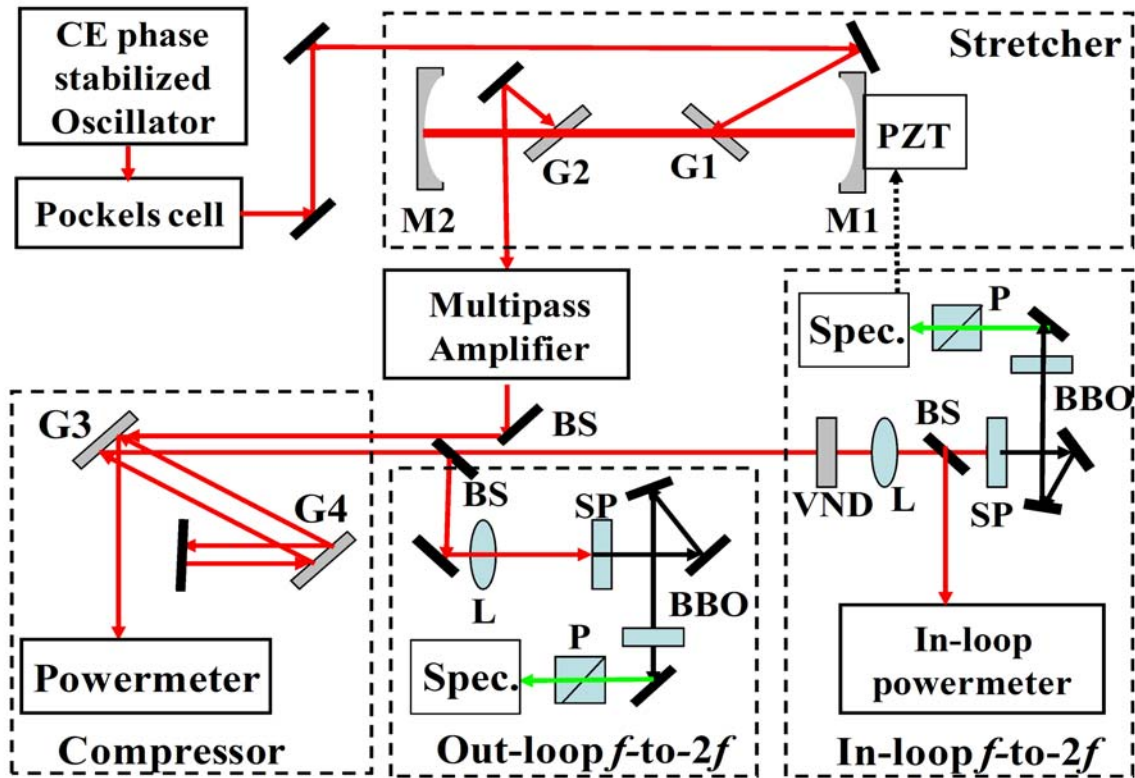 CE phase
stabilized
Oscillator
Pockels cell
Stretcher
G2
G1
PZT
M2
M1
Multipass
Amplifier
Spec.
P
BBO
BS
VND
L
SP
In-loop
powermeter
In-loop f-to-2f
BS
BS
G3
G4
Powermeter
Compressor
SP
L
BBO
P
Spec.
Out-loop f-to-2f